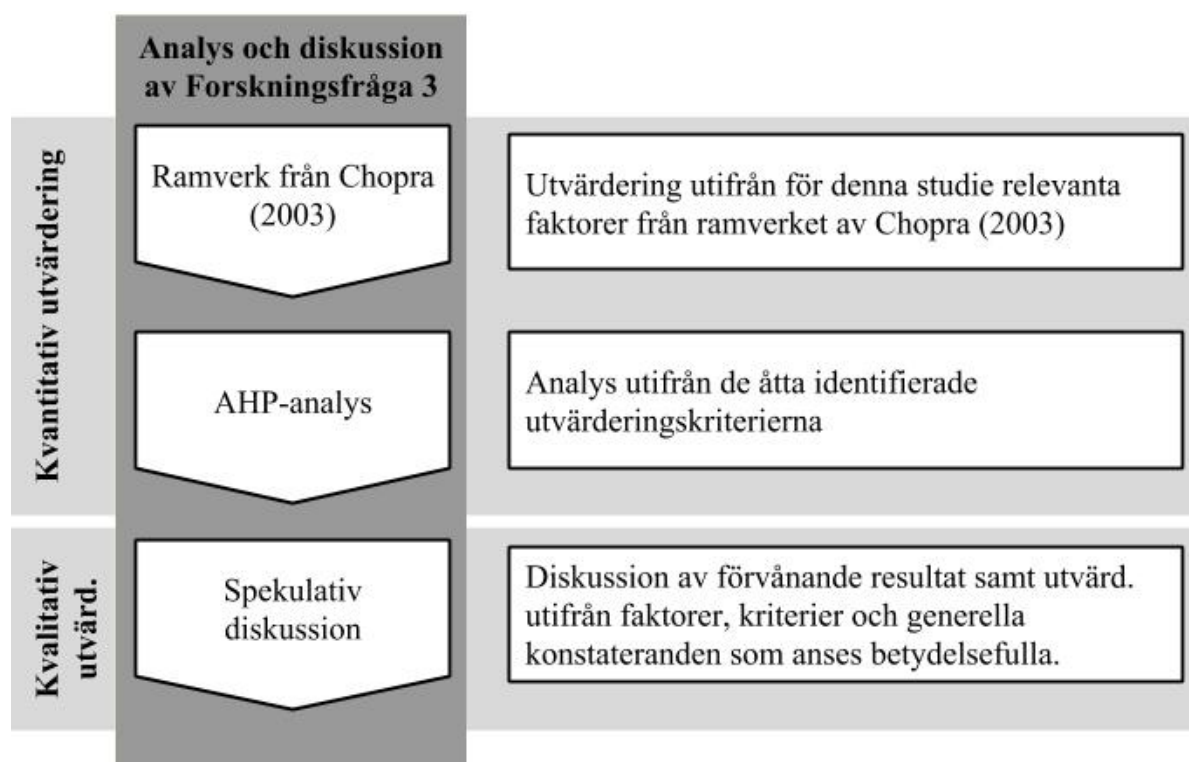 Analys och diskussion
av Forskningsfråga 3
Kvantitativ utvärdering
Ramverk från Chopra
(2003)
Utvärdering utifrån för denna studie relevanta
faktorer från ramverket av Chopra (2003)
AHP-analys
Analys utifrån de åtta identifierade
utvärderingskriterierna
Kvalitativ
utvärd.
Spekulativ
diskussion
Diskussion av förvånande resultat samt utvärd.
utifrån faktorer, kriterier och generella
konstateranden som anses betydelsefulla.